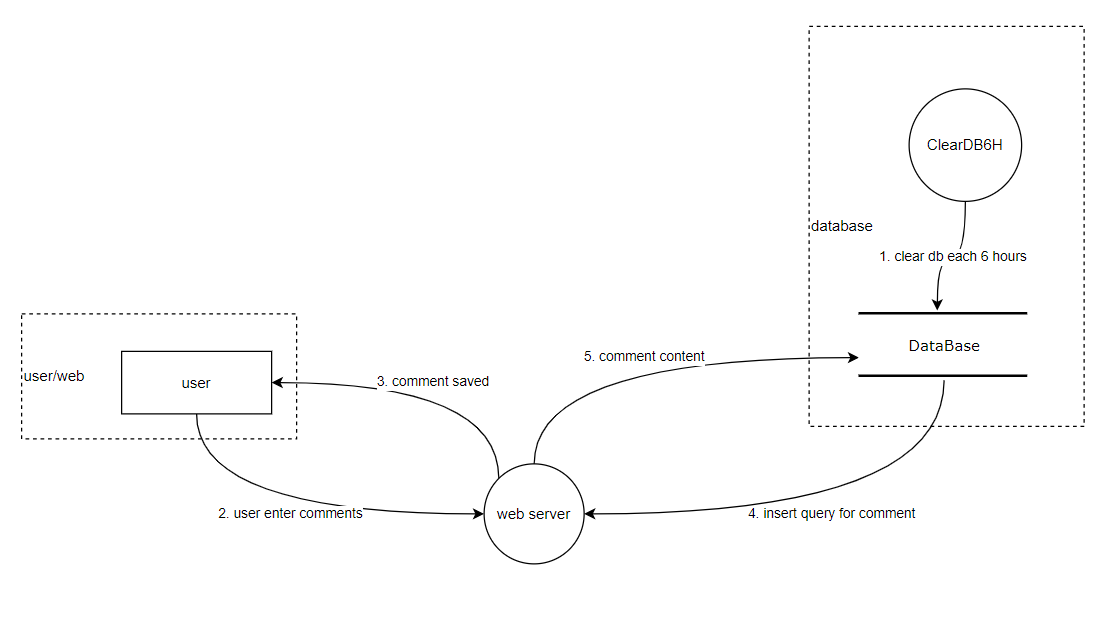 ClearDB6H
database
1. clear db each 6 hours
DataBase
5. comment content
user/web
user
3. comment saved
2. user enter comments
web server
4. insert query for comment